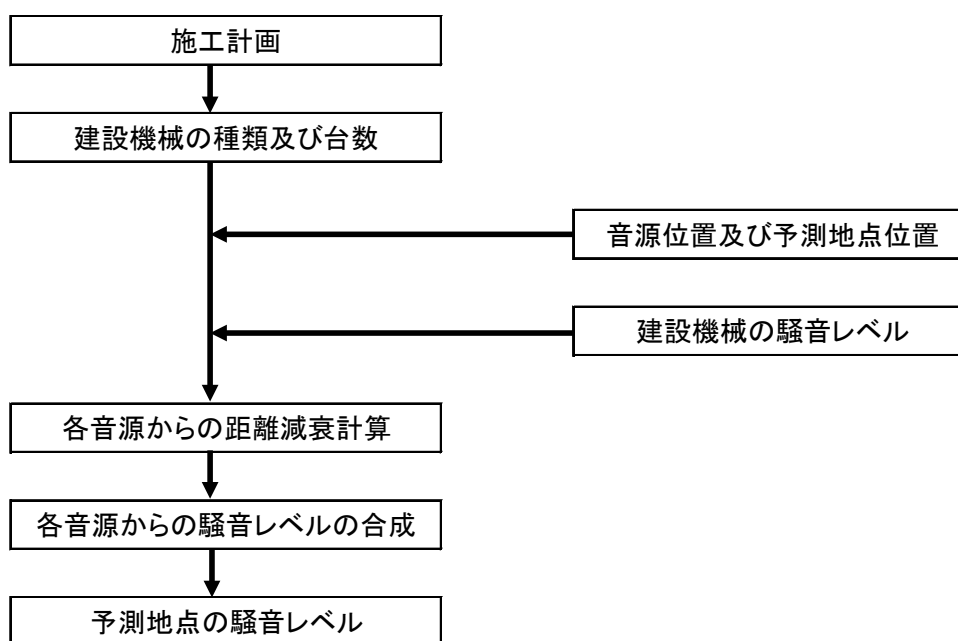 施工計画
建設機械の種類及び台数
音源位置及び予測地点位置
建設機械の騒音レベル
各音源からの距離減衰計算
各音源からの騒音レベルの合成
予測地点の騒音レベル